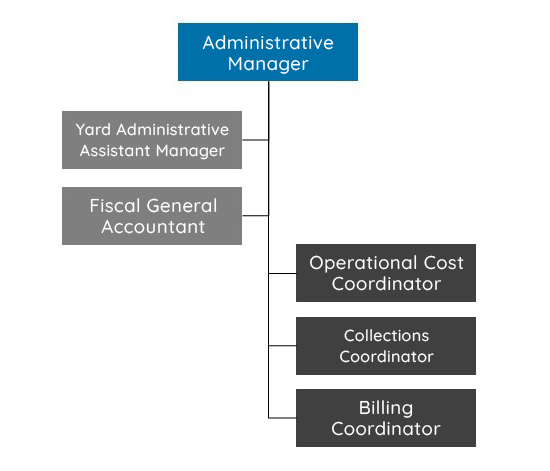 Administrative
Manager
Yard Administrative
Assistant Manager
Fiscal General
Accountant
Operational Cost
Coordinator
Collections
Coordinator
Billing
Coordinator